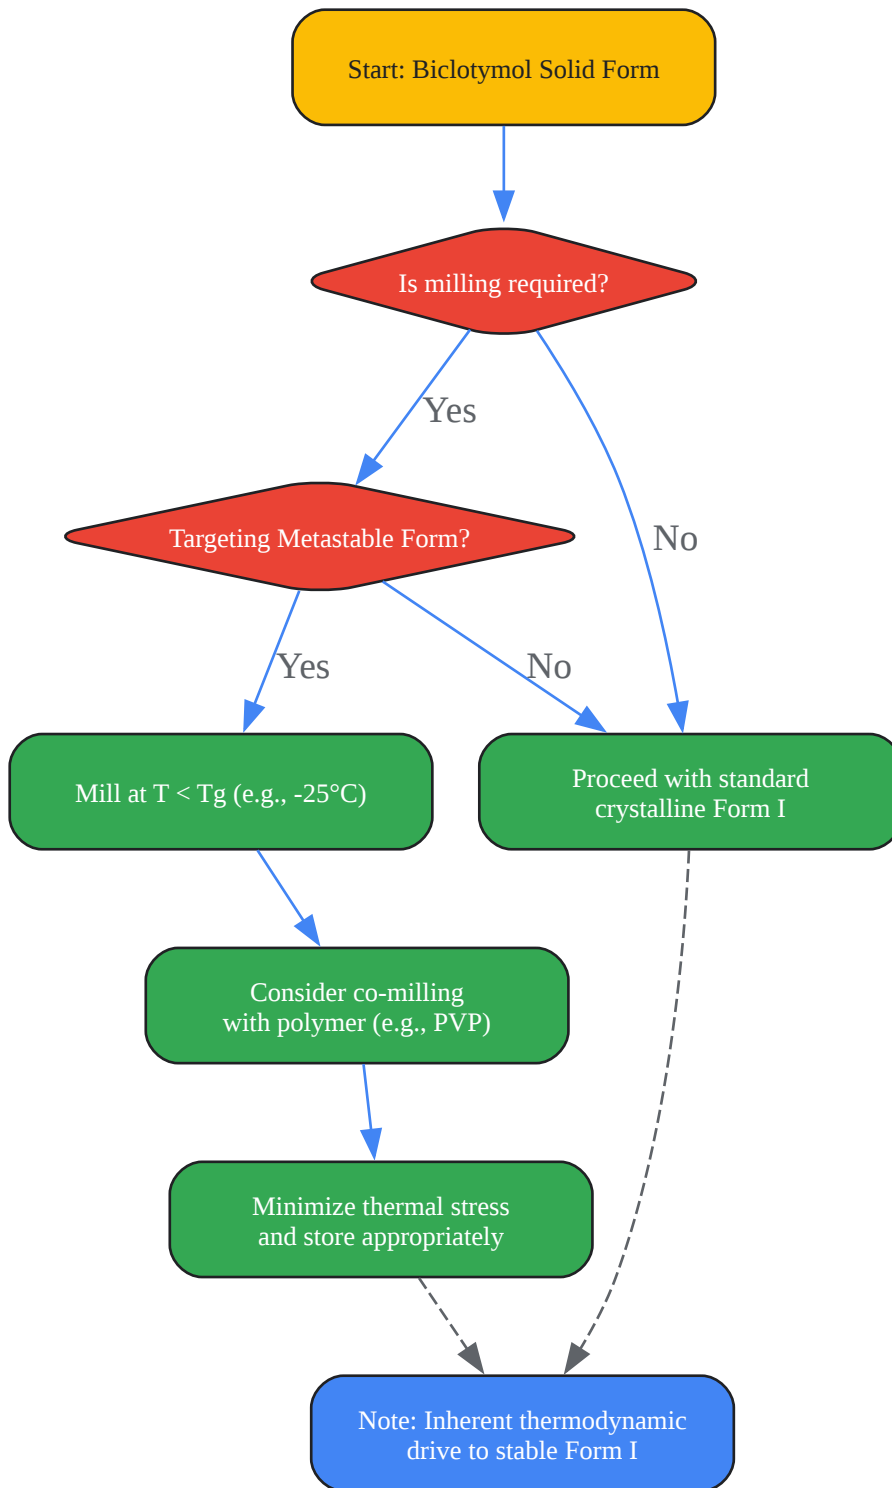 Start: Biclotymol Solid Form
Is milling required?
Yes
No
Targeting Metastable Form?
Yes
No
Mill at T < Tg (e.g., -25°C)
Proceed with standard
crystalline Form I
Consider co-milling
with polymer (e.g., PVP)
Minimize thermal stress
and store appropriately
Note: Inherent thermodynamic
drive to stable Form I